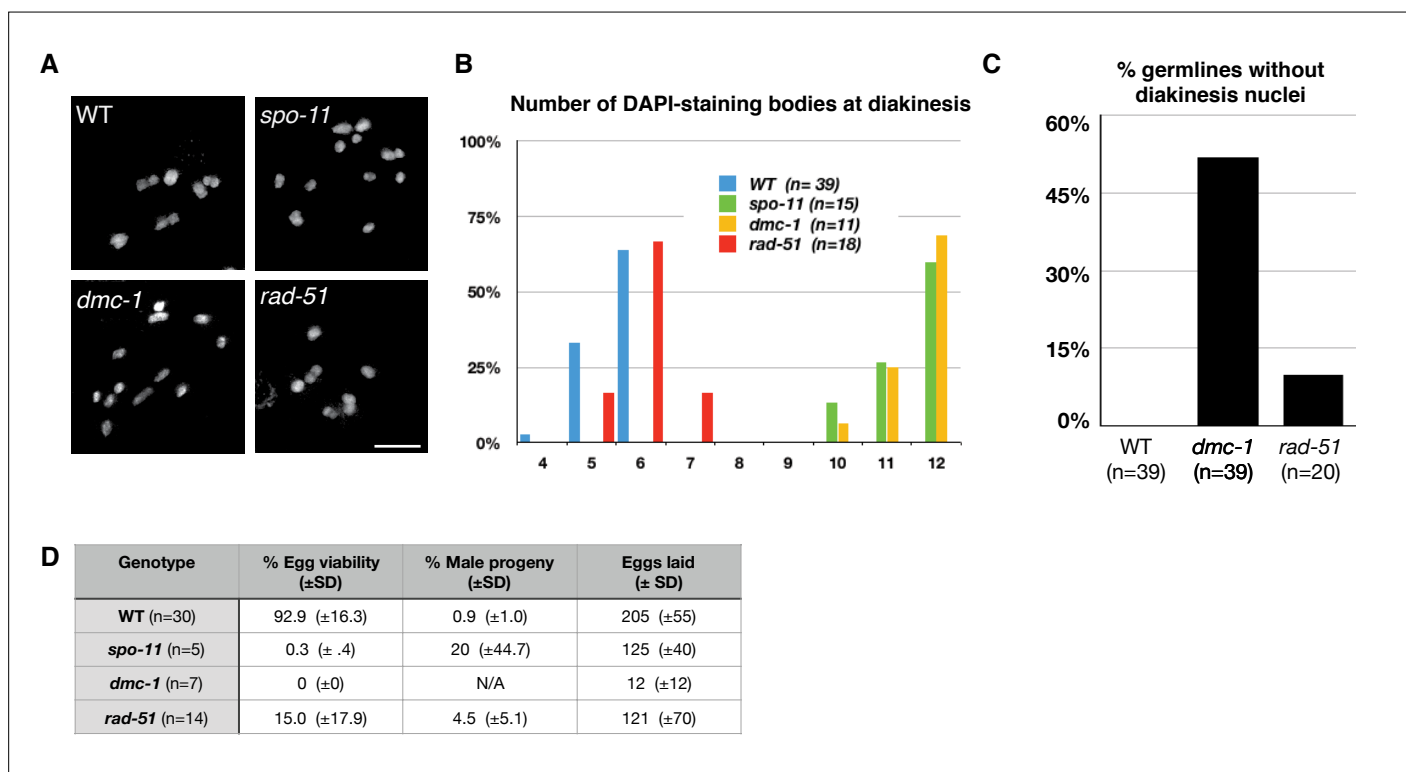 A
WT
spo-11
dmc-1
rad-51
B
Number of DAPI-staining bodies at diakinesis
100%
75%
50%
25%
0%
WT (n= 39)
spo-11 (n=15)
dmc-1 (n=11)
rad-51 (n=18)
4 5 6 7 8 9 10 11 12
C
% germlines without
diakinesis nuclei
60%
45%
30%
15%
0%
WT dmc-1 rad-51
(n=39) (n=39) (n=20)
D
Genotype % Egg viability % Male progeny Eggs laid
(±SD) (±SD) (± SD)
WT (n=30) 92.9 (±16.3) 0.9 (±1.0) 205 (±55)
spo-11 (n=5) 0.3 (± .4) 20 (±44.7) 125 (±40)
dmc-1 (n=7) 0 (±0) N/A 12 (±12)
rad-51 (n=14) 15.0 (±17.9) 4.5 (±5.1) 121 (±70)